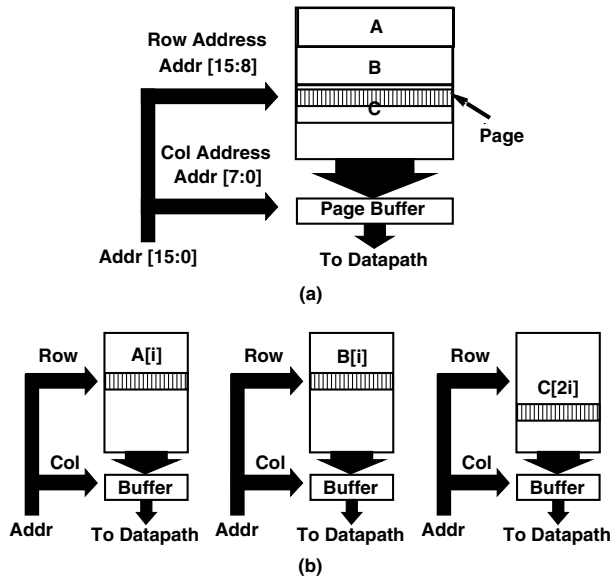 A
Row Address
Addr [15:8]
B
C
Page
Col Address
Addr [7:0]
Page Buffer
Addr [15:0]
To Datapath
(a)
Row
A[i]
Col
Buffer
Addr
To Datapath
Row
B[i]
Col
Buffer
Addr
To Datapath
Row
C[2i]
Col
Buffer
Addr
To Datapath
(b)